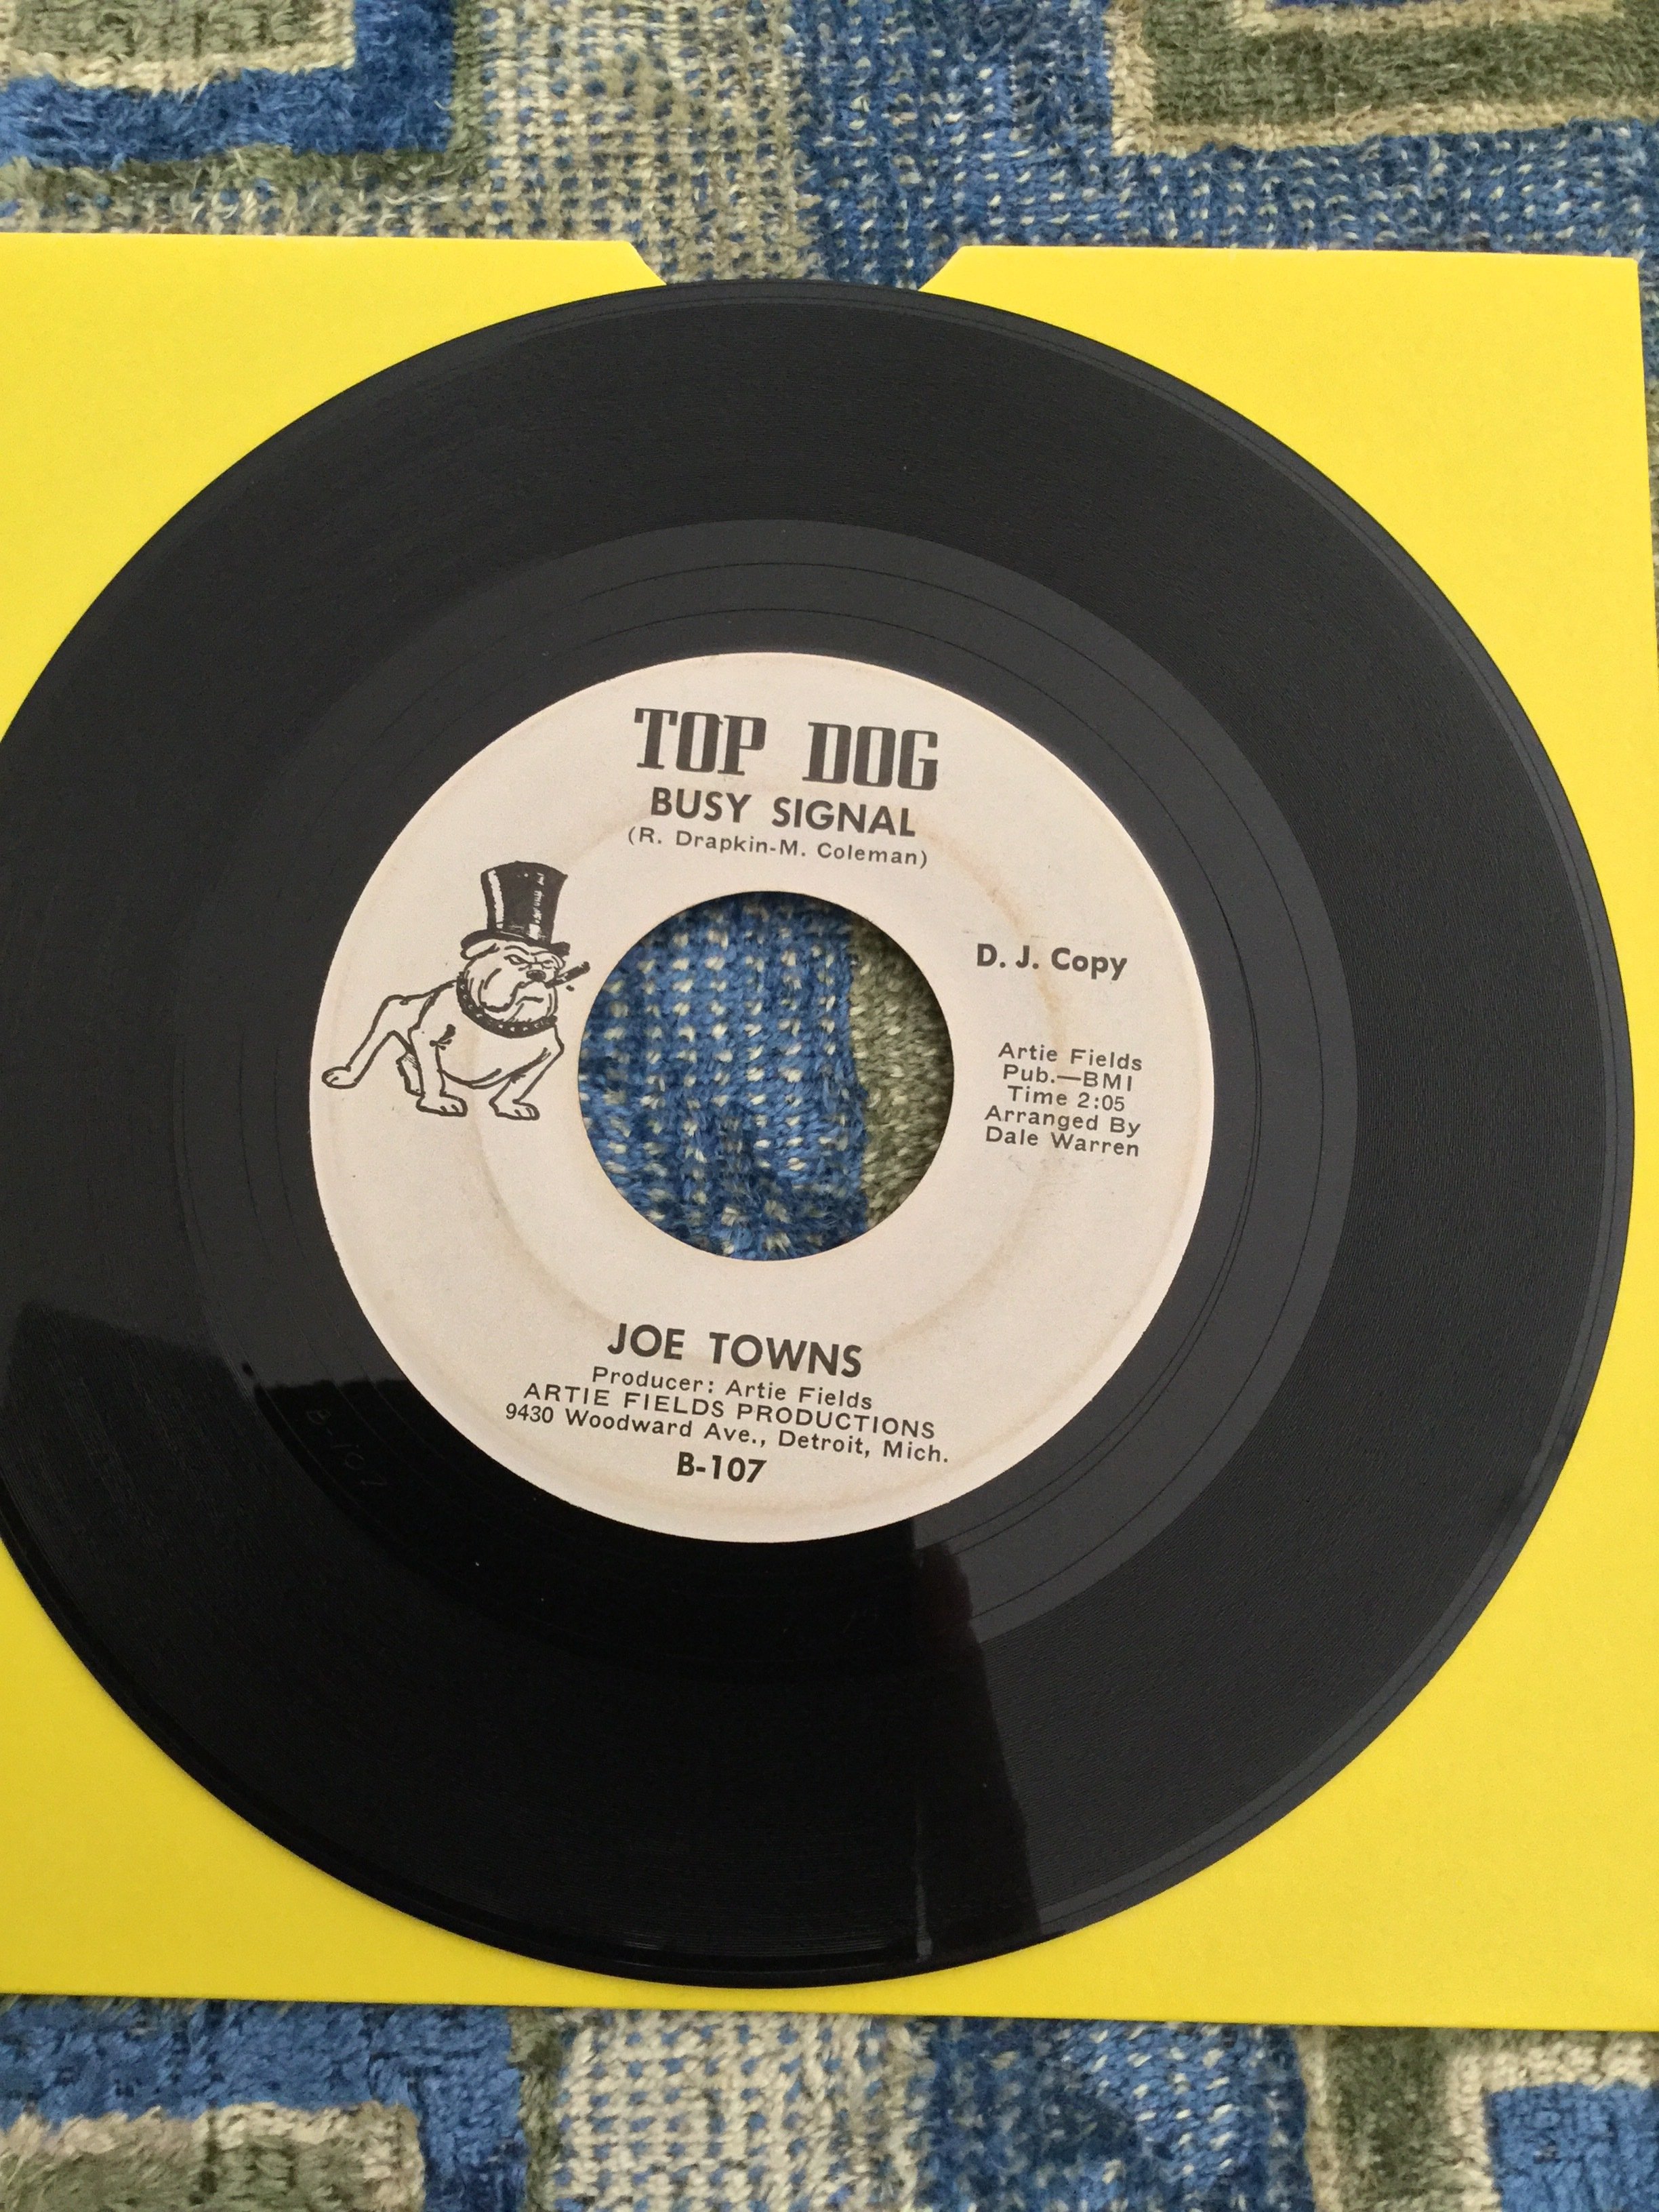 TOP DOG
BUSY SIGNAL
(R. Drapkin-M. Coleman)
D. J. Copy
Artie Fields
Pub.—BMI
Time 2:05
Arranged By
Dale Warren
JOE TOWNS
Producer: Artie Fields
ARTIE FIELDS PRODUCTIONS
9430 Woodward Ave., Detroit, Mich.
B-107
B-107